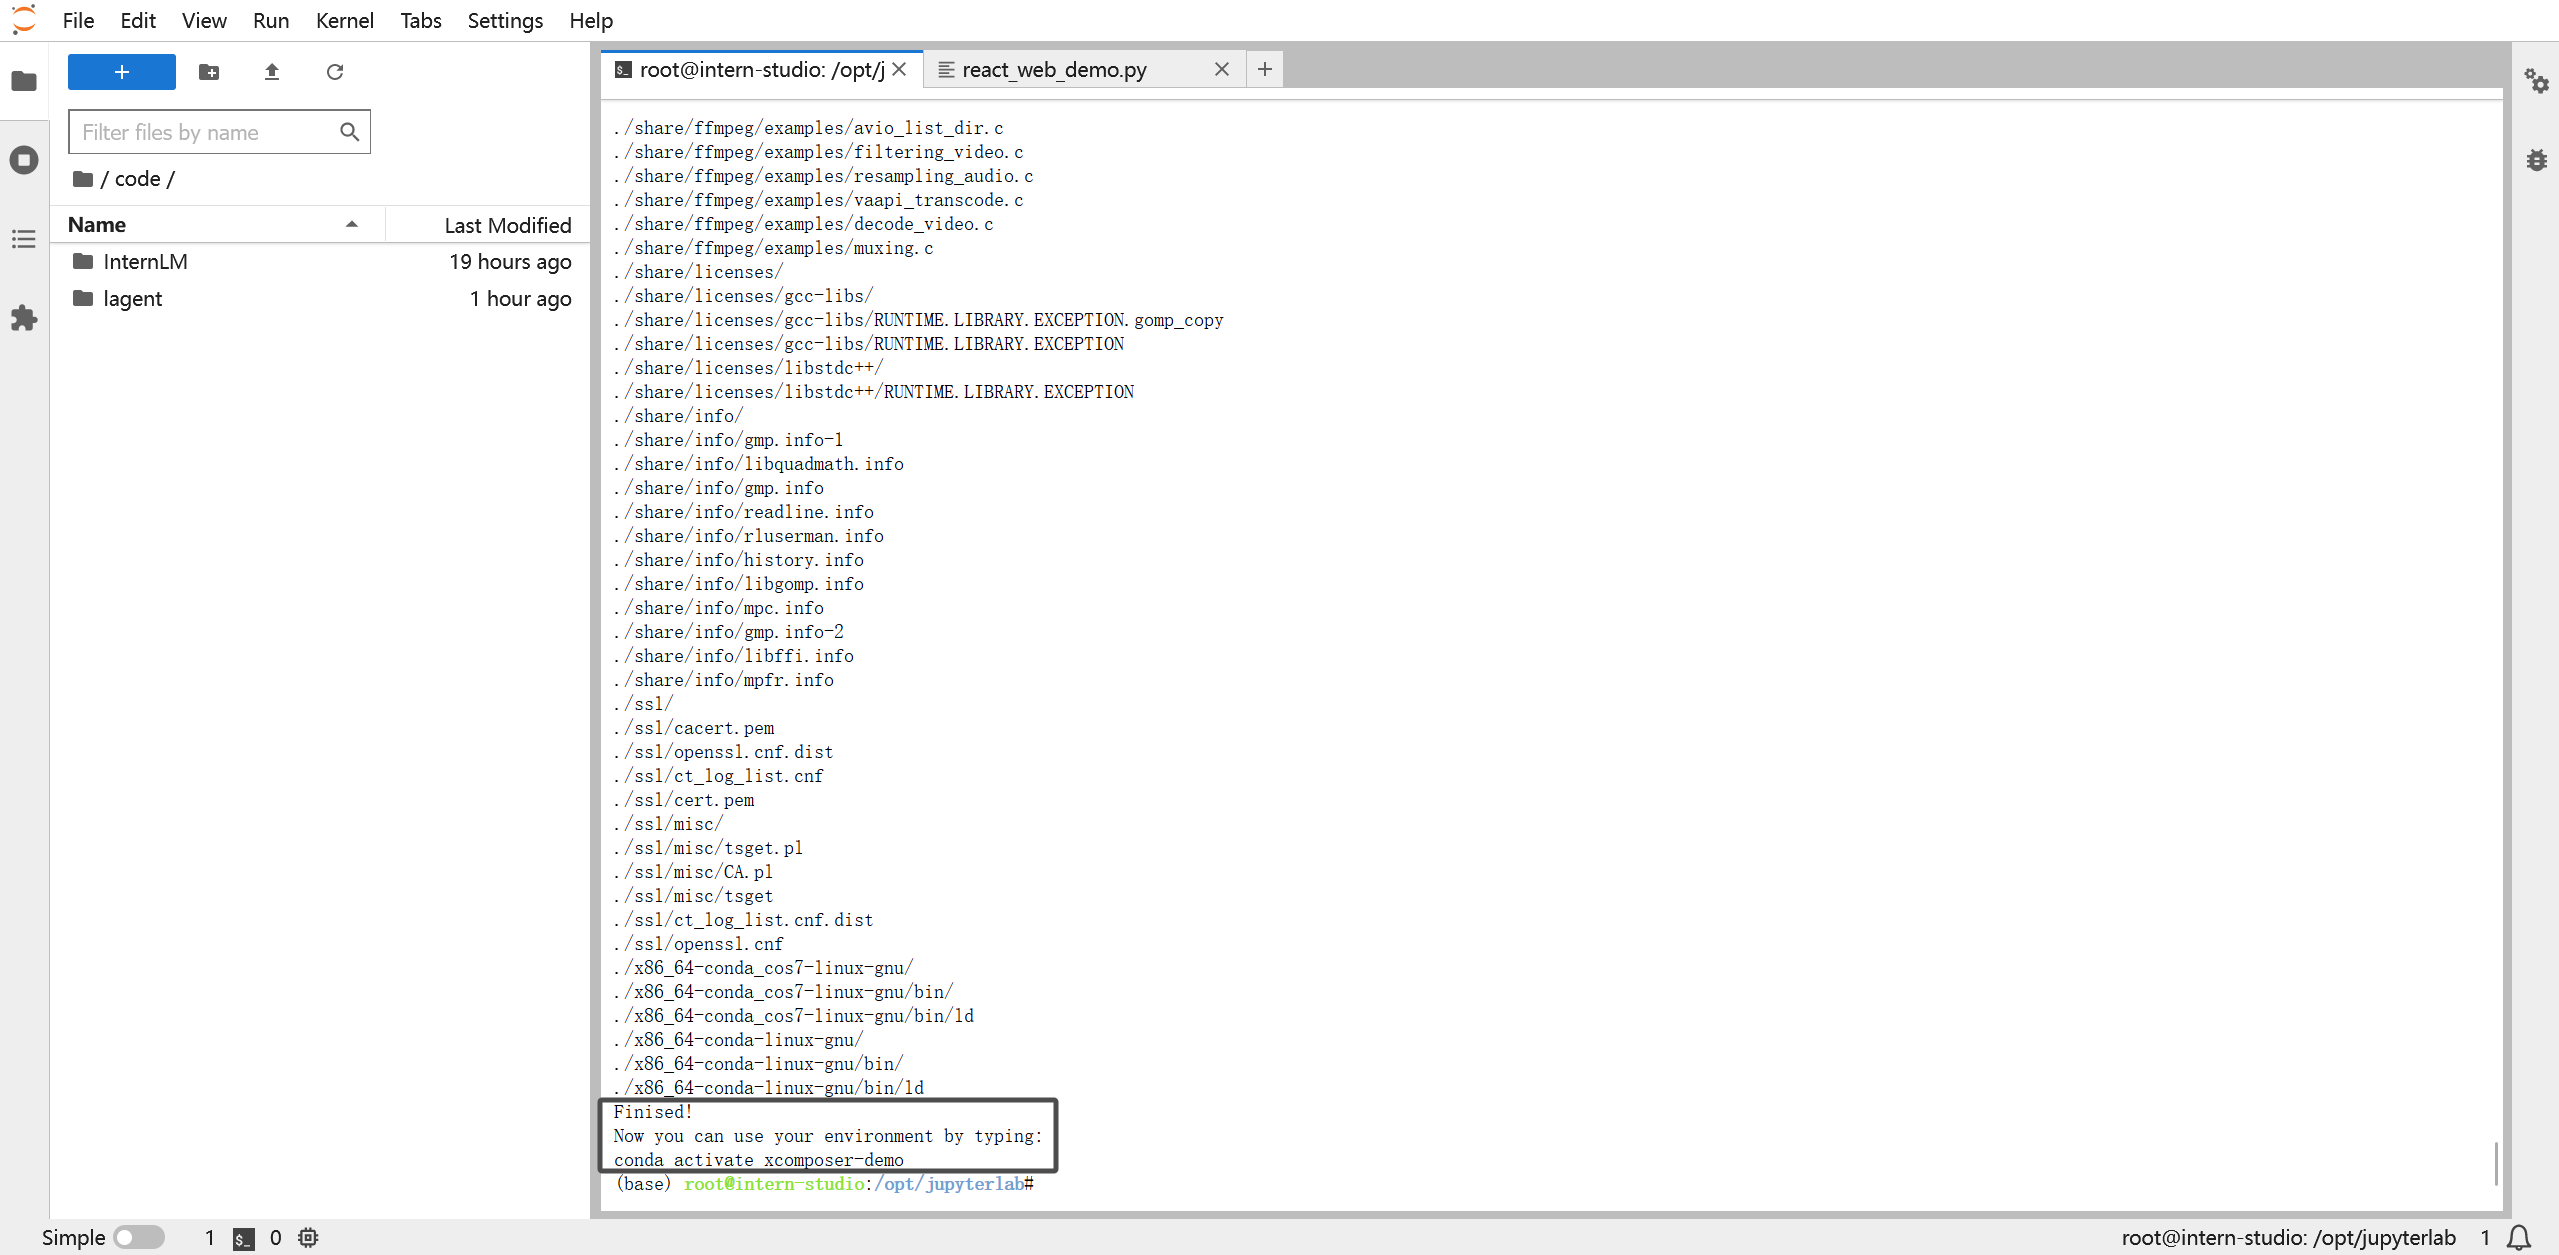 File Edit View Run Kernel Tabs Settings Help
+
Filter files by name
/ code /
Name Last Modified
InternLM 19 hours ago
lagent 1 hour ago
root@intern-studio: /opt/j
react_web_demo.py
./share/ffmpeg/examples/avio_list_dir.c
./share/ffmpeg/examples/filtering_video.c
./share/ffmpeg/examples/resampling_audio.c
./share/ffmpeg/examples/vaapi_transcode.c
./share/ffmpeg/examples/decode_video.c
./share/ffmpeg/examples/muxing.c
./share/licenses/
./share/licenses/gcc-libs/
./share/licenses/gcc-libs/RUNTIME.LIBRARY.EXCEPTION.gomp_copy
./share/licenses/gcc-libs/RUNTIME.LIBRARY.EXCEPTION
./share/licenses/libstdc++/
./share/licenses/libstdc++/RUNTIME.LIBRARY.EXCEPTION
./share/info/
./share/info/gmp.info-1
./share/info/libquadmath.info
./share/info/gmp.info
./share/info/readline.info
./share/info/rluserman.info
./share/info/history.info
./share/info/libgomp.info
./share/info/mpc.info
./share/info/gmp.info-2
./share/info/libffi.info
./share/info/mpfr.info
./ssl/
./ssl/cacert.pem
./ssl/openssl.cnf.dist
./ssl/ct_log_list.cnf
./ssl/cert.pem
./ssl/misc/
./ssl/misc/tsget.pl
./ssl/misc/CA.pl
./ssl/misc/tsget
./ssl/ct_log_list.cnf.dist
./ssl/openssl.cnf
./x86_64-conda_cos7-linux-gnu/
./x86_64-conda_cos7-linux-gnu/bin/
./x86_64-conda_cos7-linux-gnu/bin/ld
./x86_64-conda-linux-gnu/
./x86_64-conda-linux-gnu/bin/
./x86_64-conda-linux-gnu/bin/ld
Finised!
Now you can use your environment by typing:
conda activate xcomposer-demo
(base) root@intern-studio:/opt/jupyterlab#
Simple 1 $_ 0
root@intern-studio: /opt/jupyterlab 1